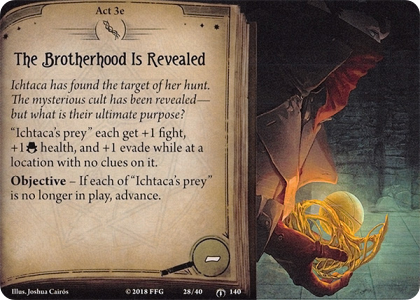 Act 3e
The Brotherhood Is Revealed
Ichtaca has found the target of her hunt.
The mysterious cult has been revealed—
but what is their ultimate purpose?
“Ichtaca’s prey” each get +1 fight,
+1 health, and +1 evade while at a
location with no clues on it.
Objective – If each of “Ichtaca’s prey”
is no longer in play, advance.
–
Illus. Joshua Cairós
© 2018 FFG
28/40
140